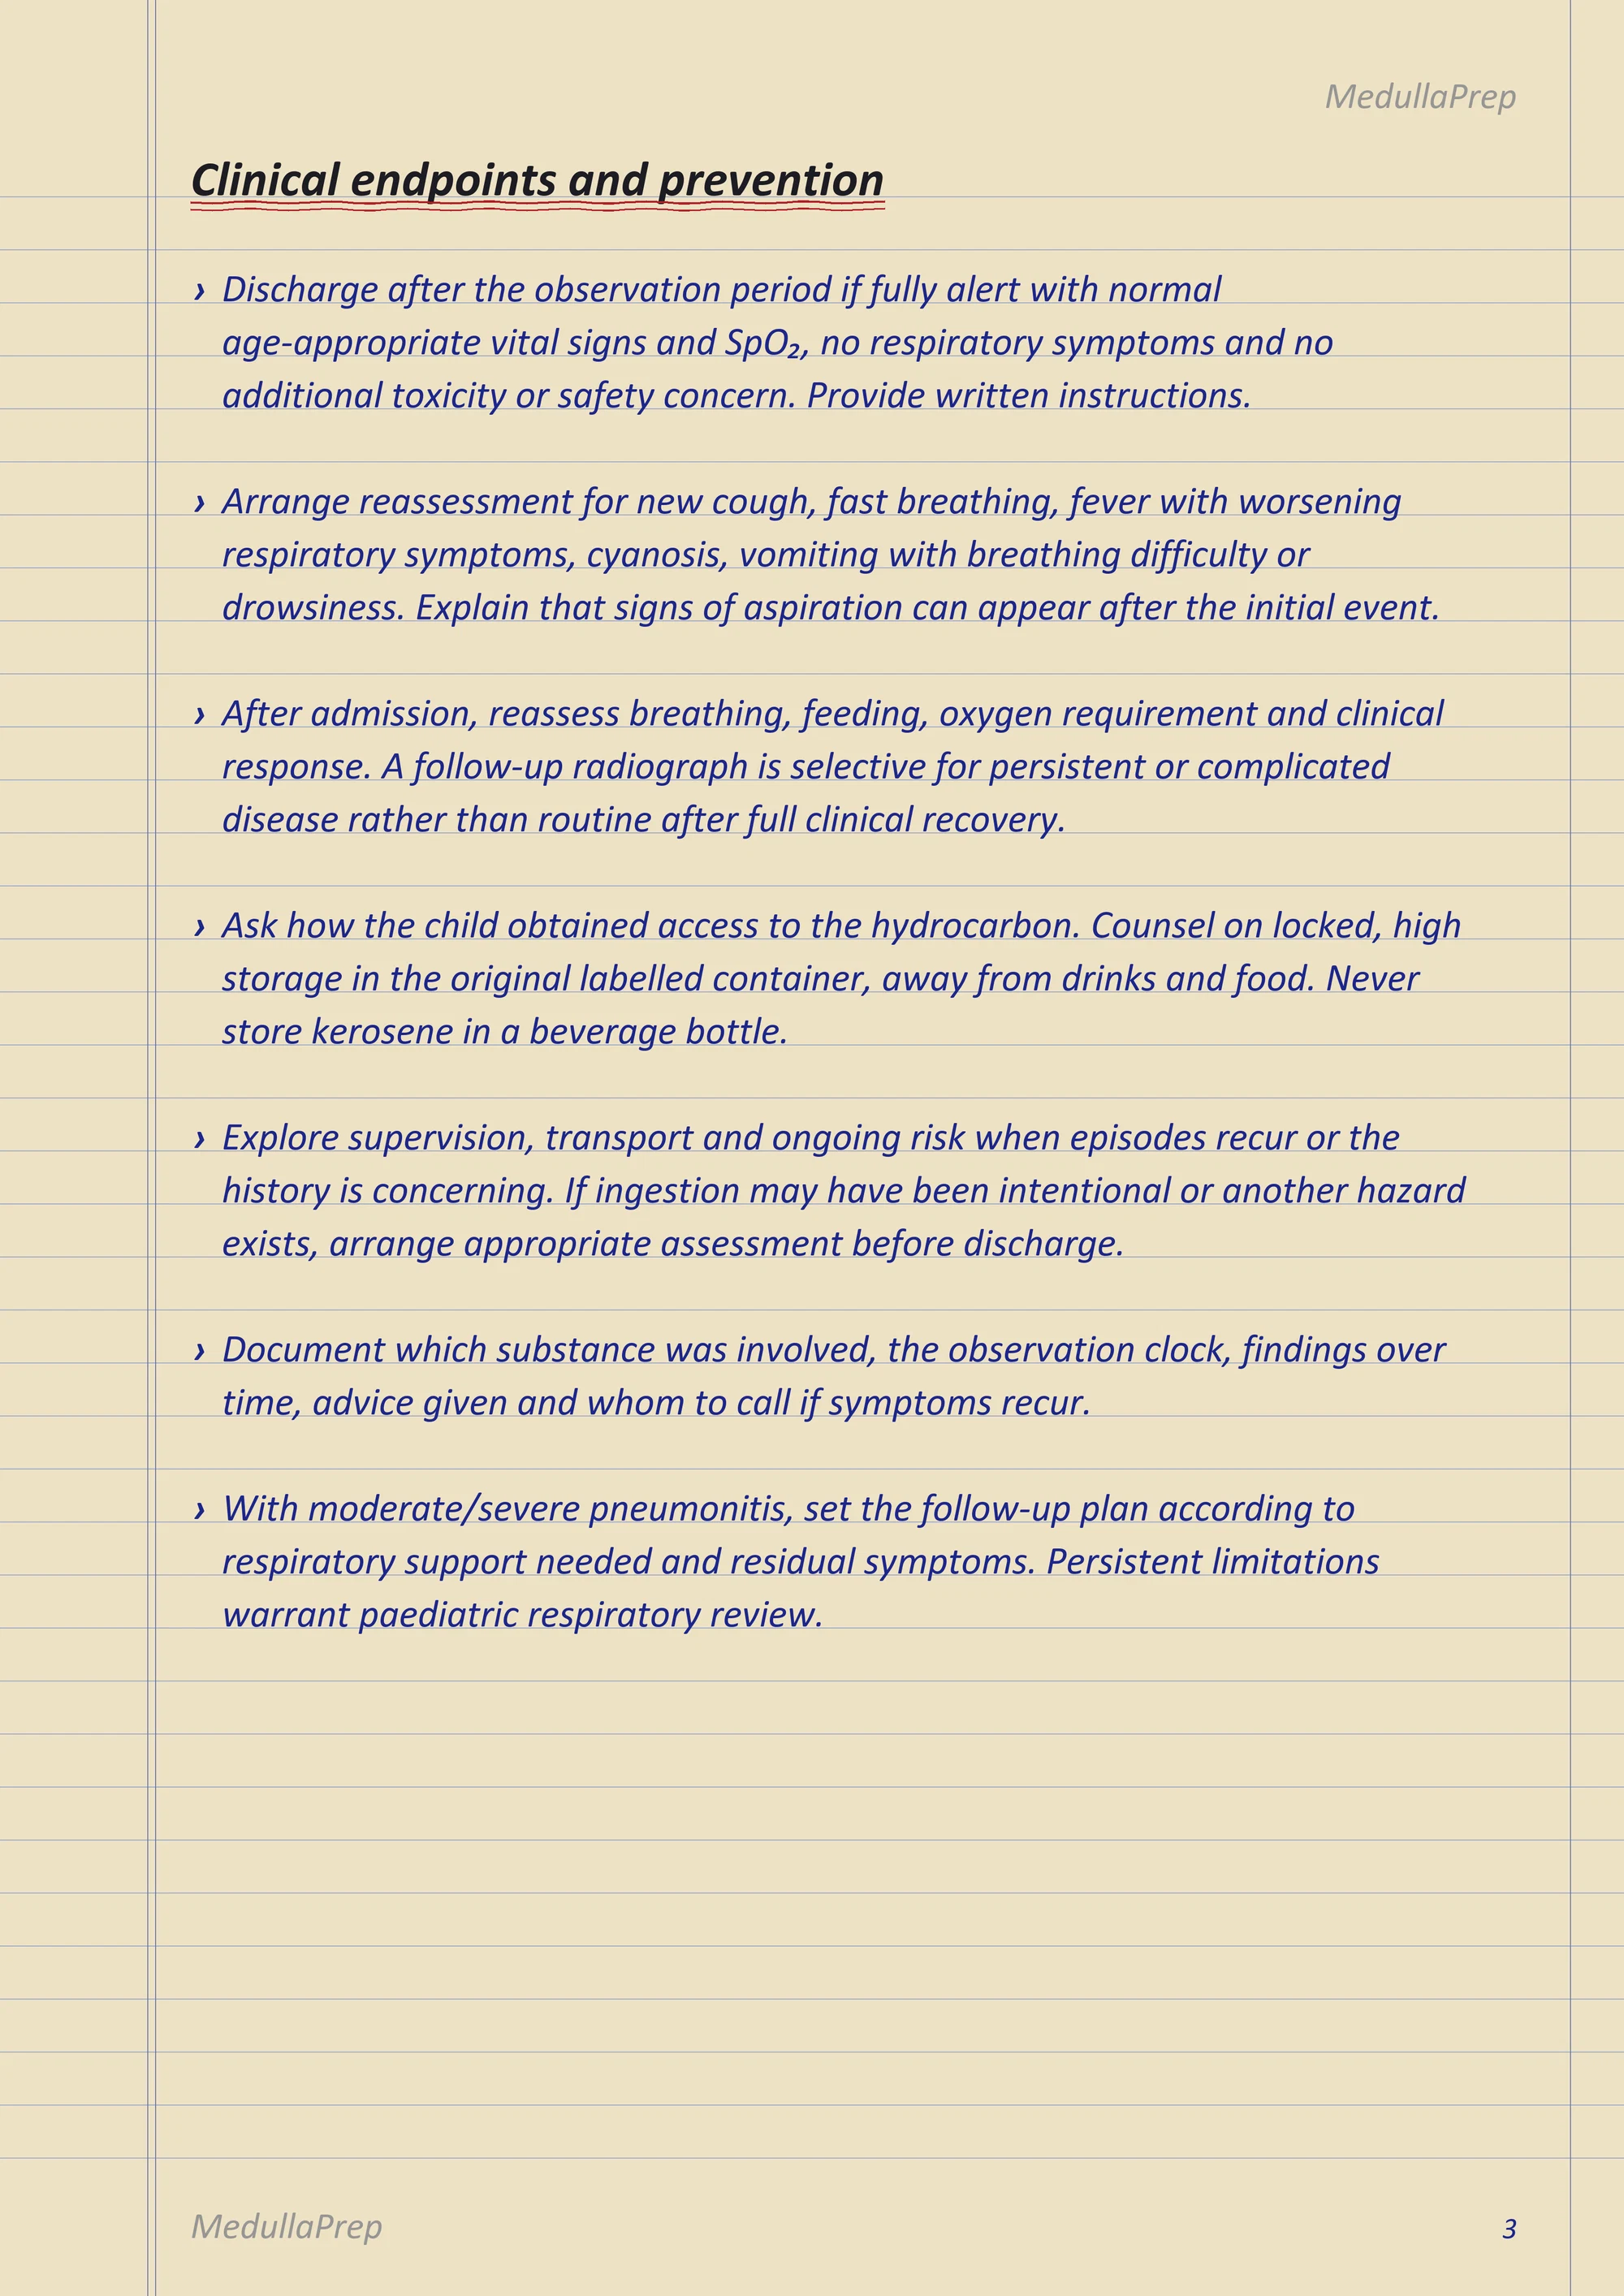 MedullaPrep
Clinical endpoints and prevention
› Discharge after the observation period if fully alert with normal
age-appropriate vital signs and SpO₂, no respiratory symptoms and no
additional toxicity or safety concern. Provide written instructions.
› Arrange reassessment for new cough, fast breathing, fever with worsening
respiratory symptoms, cyanosis, vomiting with breathing difficulty or
drowsiness. Explain that signs of aspiration can appear after the initial event.
› After admission, reassess breathing, feeding, oxygen requirement and clinical
response. A follow-up radiograph is selective for persistent or complicated
disease rather than routine after full clinical recovery.
› Ask how the child obtained access to the hydrocarbon. Counsel on locked, high
storage in the original labelled container, away from drinks and food. Never
store kerosene in a beverage bottle.
› Explore supervision, transport and ongoing risk when episodes recur or the
history is concerning. If ingestion may have been intentional or another hazard
exists, arrange appropriate assessment before discharge.
› Document which substance was involved, the observation clock, findings over
time, advice given and whom to call if symptoms recur.
› With moderate/severe pneumonitis, set the follow-up plan according to
respiratory support needed and residual symptoms. Persistent limitations
warrant paediatric respiratory review.
MedullaPrep
3